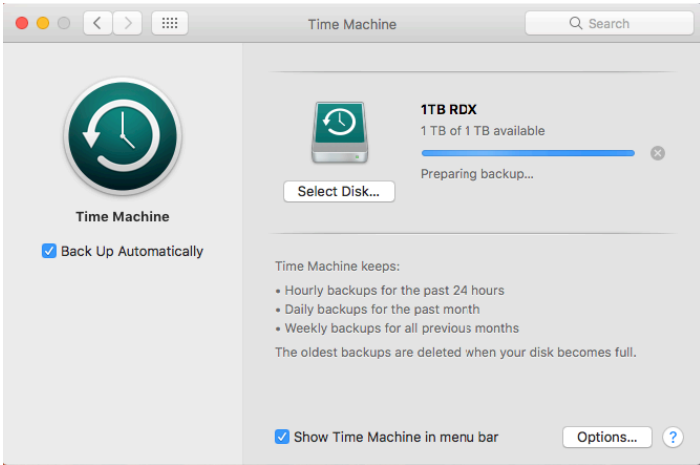 Time Machine
Search
1TB RDX
1 TB of 1 TB available
Preparing backup...
Select Disk...
Time Machine
Back Up Automatically
Time Machine keeps:
• Hourly backups for the past 24 hours
• Daily backups for the past month
• Weekly backups for all previous months
The oldest backups are deleted when your disk becomes full.
Show Time Machine in menu bar
Options...
?